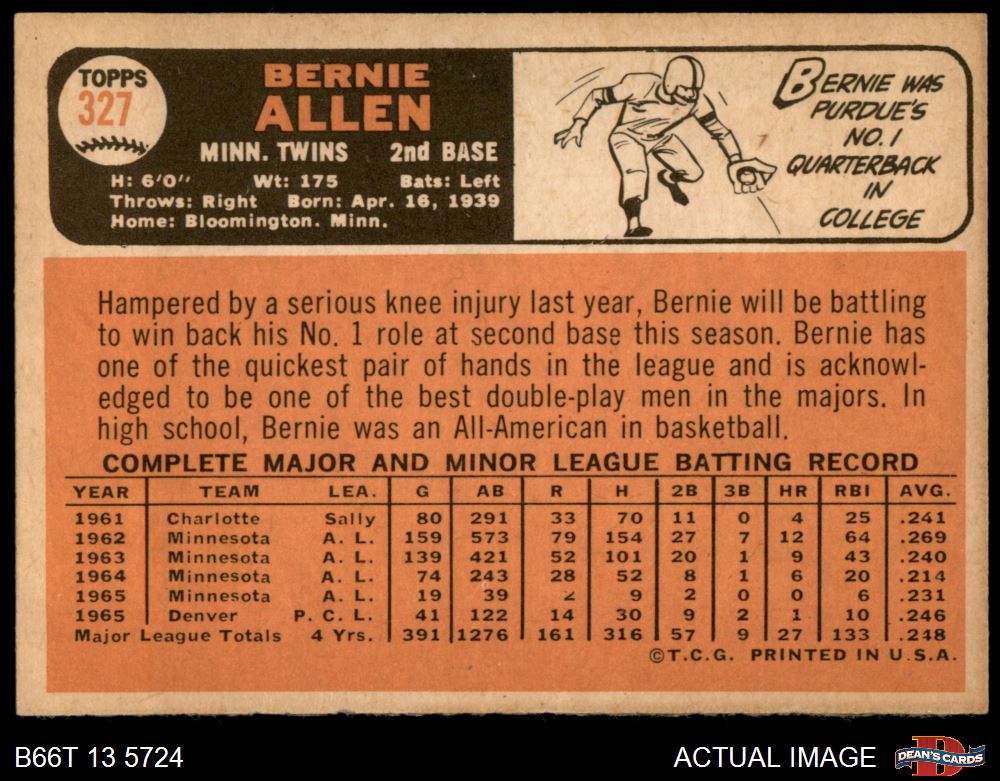 TOPPS
327
BERNIE
ALLEN
MINN. TWINS 2nd BASE
H: 6'0" Wt: 175 Bats: Left
Throws: Right Born: Apr. 16, 1939
Home: Bloomington. Minn.
BERNIE WAS
PURDUE'S
NO. 1
QUARTERBACK
IN
COLLEGE
Hampered by a serious knee injury last year, Bernie will be battling
to win back his No. 1 role at second base this season. Bernie has
one of the quickest pair of hands in the league and is acknowl-
edged to be one of the best double-play men in the majors. In
high school, Bernie was an All-American in basketball.
COMPLETE MAJOR AND MINOR LEAGUE BATTING RECORD
YEAR TEAM LEA. G AB R H 2B 3B HR RBI AVG.
1961 Charlotte Sally 80 291 33 70 11 0 4 25 .241
1962 Minnesota A. L. 159 573 79 154 27 7 12 64 .269
1963 Minnesota A. L. 139 421 52 101 20 1 9 43 .240
1964 Minnesota A. L. 74 243 28 52 8 1 6 20 .214
1965 Minnesota A. L. 19 39 2 9 2 0 0 6 .231
1965 Denver P. C. L. 41 122 14 30 9 2 1 10 .246
Major League Totals 4 Yrs. 391 1276 161 316 57 9 27 133 .248
©T.C.G. PRINTED IN U.S.A.
B66T 13 5724
ACTUAL IMAGE
DEAN'S CARDS